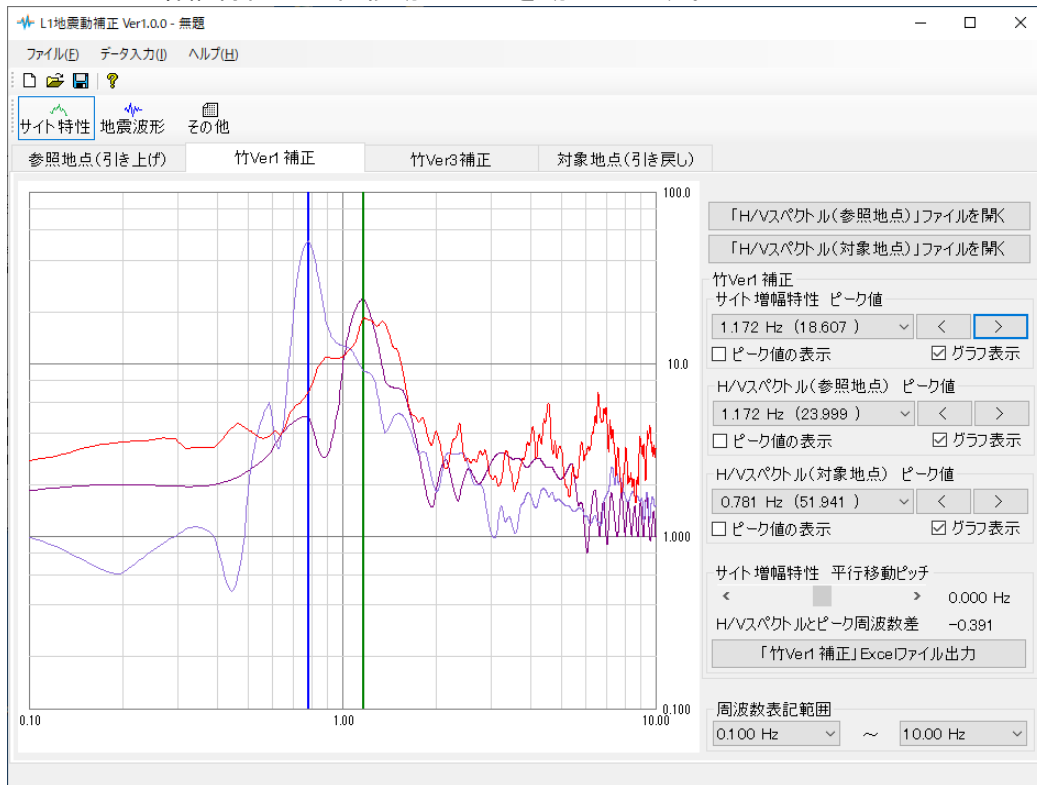 L1地震動補正 Ver1.0.0 - 無題
ファイル(F) データ入力(I) ヘルプ(H)
サイト特性 地震波形 その他
参照地点(引き上げ) 竹Ver1補正 竹Ver3補正 対象地点(引き戻し)
100.0
10.0
1.000
0.100
0.10 1.00 10.00
「H/Vスペクトル(参照地点)」ファイルを開く
「H/Vスペクトル(対象地点)」ファイルを開く
竹Ver1補正
サイト増幅特性 ピーク値
1.172 Hz (18.607 ) < >
ピーク値の表示 グラフ表示
H/Vスペクトル(参照地点) ピーク値
1.172 Hz (23.999 ) < >
ピーク値の表示 グラフ表示
H/Vスペクトル(対象地点) ピーク値
0.781 Hz (51.941 ) < >
ピーク値の表示 グラフ表示
サイト増幅特性 平行移動ピッチ
0.000 Hz
H/Vスペクトルとピーク周波数差 -0.391
「竹Ver1補正」Excelファイル出力
周波数表記範囲
0.100 Hz ～ 10.00 Hz